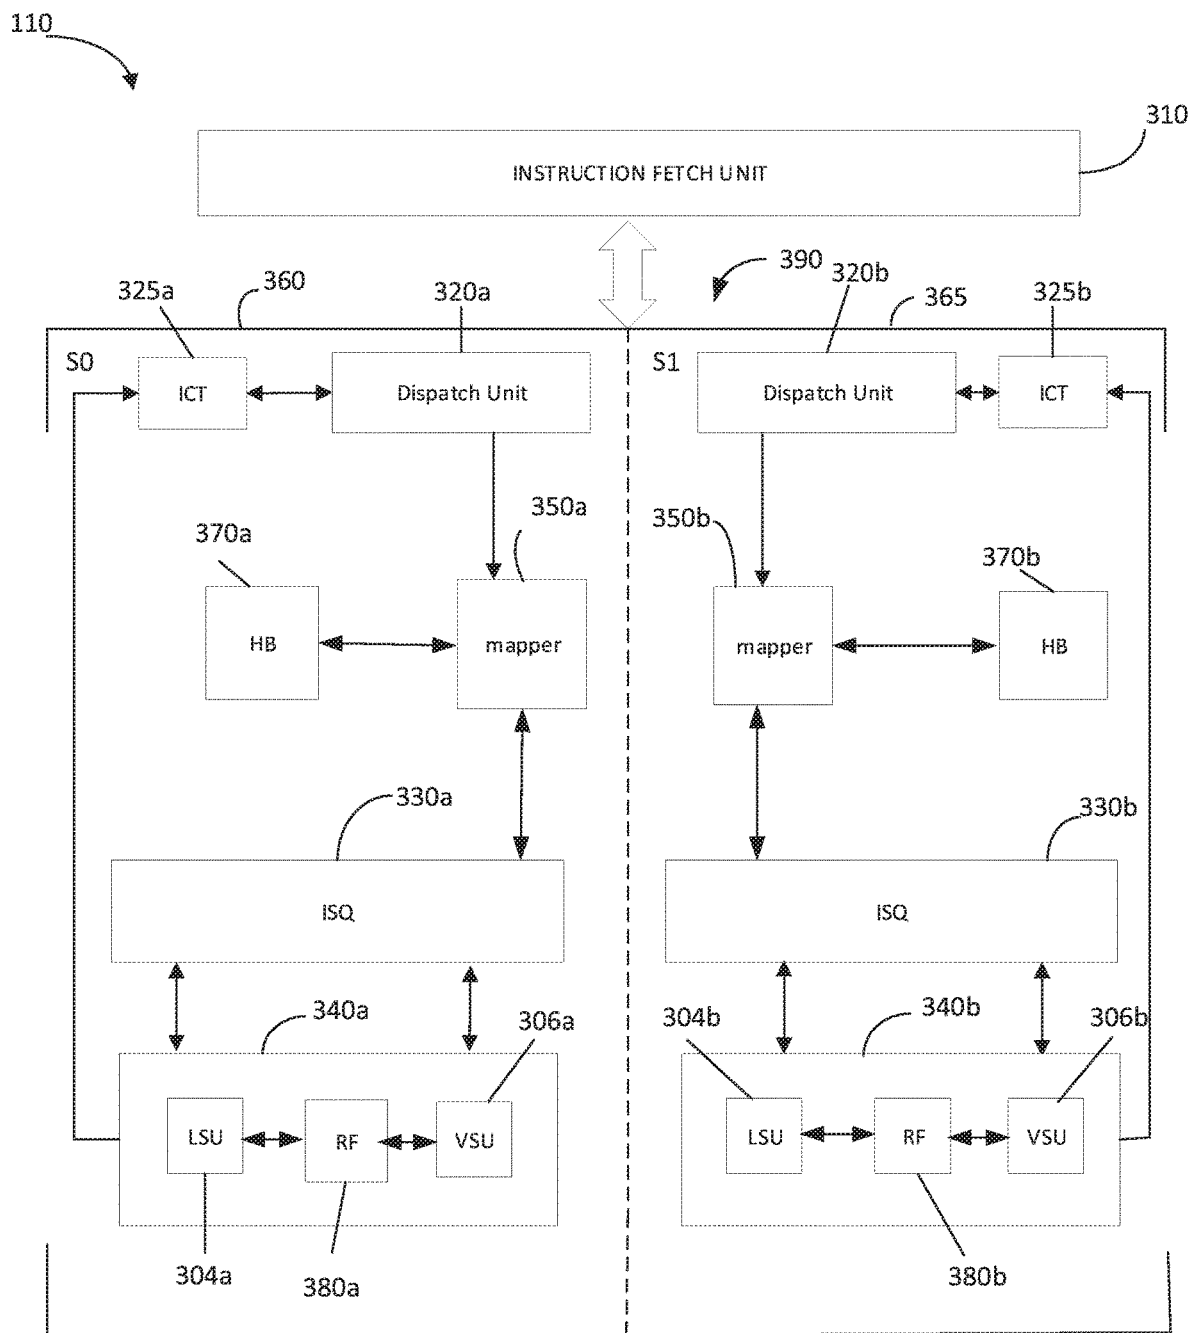 110
310
INSTRUCTION FETCH UNIT
325a
360
320a
390
320b
365
325b
S0
ICT
Dispatch Unit
S1
Dispatch Unit
ICT
370a
350a
350b
370b
HB
mapper
mapper
HB
330a
330b
ISQ
ISQ
340a
306a
304b
340b
306b
LSU
RF
VSU
LSU
RF
VSU
304a
380a
380b